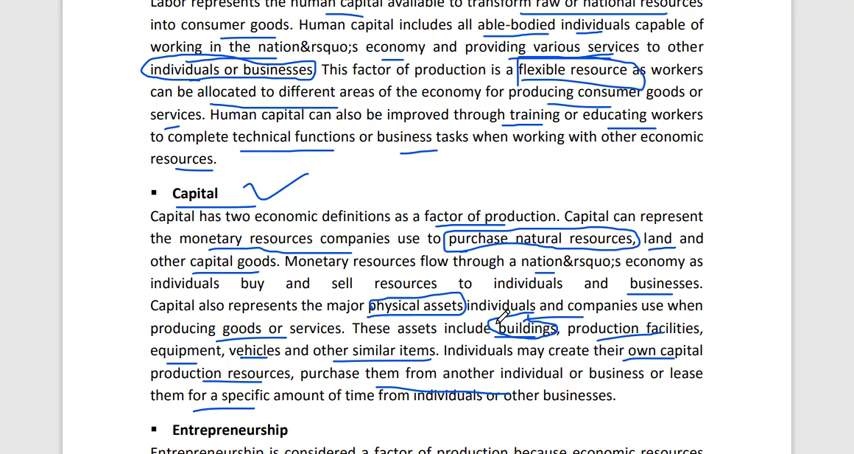 Labor represents the human capital available to transform raw or national resources
into consumer goods. Human capital includes all able-bodied individuals capable of
working in the nation&rsquo;s economy and providing various services to other
individuals or businesses. This factor of production is a flexible resource as workers
can be allocated to different areas of the economy for producing consumer goods or
services. Human capital can also be improved through training or educating workers
to complete technical functions or business tasks when working with other economic
resources.
▪ Capital
Capital has two economic definitions as a factor of production. Capital can represent
the monetary resources companies use to purchase natural resources, land and
other capital goods. Monetary resources flow through a nation&rsquo;s economy as
individuals buy and sell resources to individuals and businesses.
Capital also represents the major physical assets individuals and companies use when
producing goods or services. These assets include buildings, production facilities,
equipment, vehicles and other similar items. Individuals may create their own capital
production resources, purchase them from another individual or business or lease
them for a specific amount of time from individuals or other businesses.
▪ Entrepreneurship
Entrepreneurship is considered a factor of production because economic resources